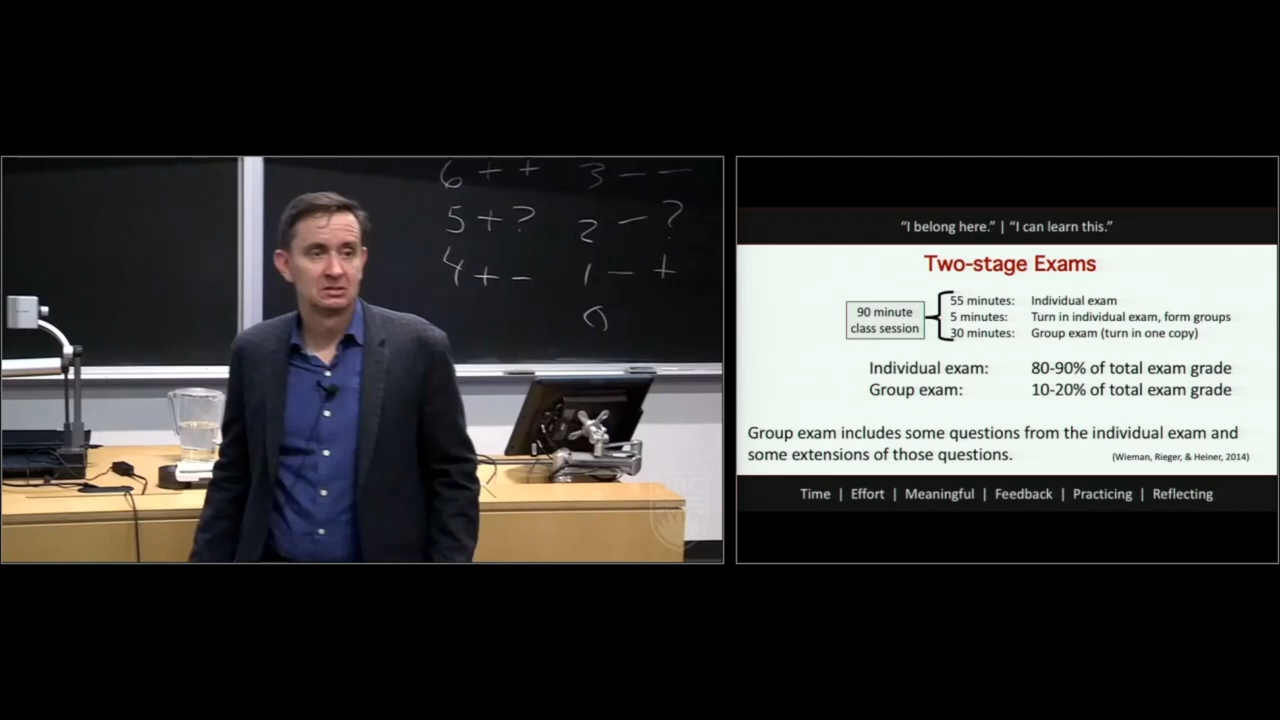 6 + + 3 - -
5 + ? 2 - ?
4 + - 1 - +
0
“I belong here.” | “I can learn this.”
Two-stage Exams
90 minute
class session
55 minutes: Individual exam
5 minutes: Turn in individual exam, form groups
30 minutes: Group exam (turn in one copy)
Individual exam: 80-90% of total exam grade
Group exam: 10-20% of total exam grade
Group exam includes some questions from the individual exam and
some extensions of those questions. (Wieman, Rieger, & Heiner, 2014)
Time | Effort | Meaningful | Feedback | Practicing | Reflecting
UBC